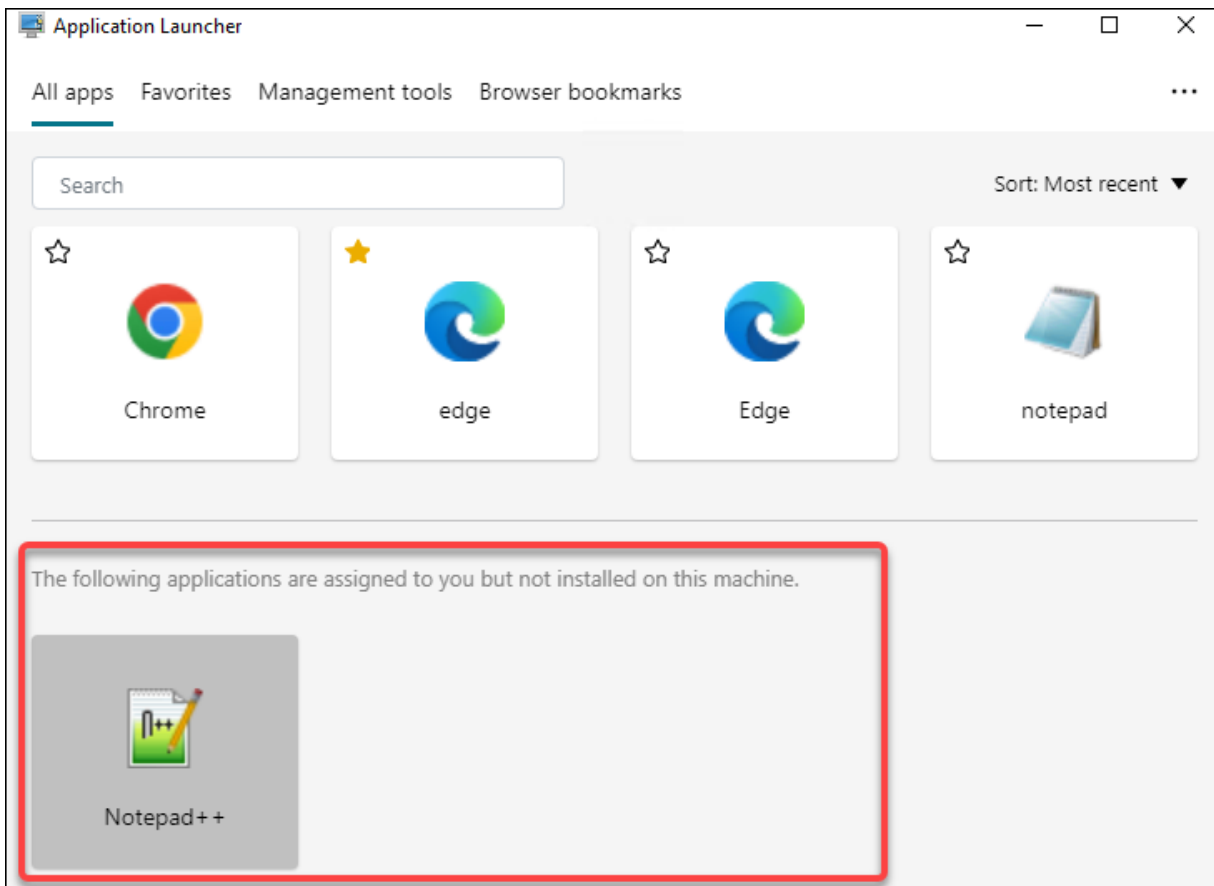 Application Launcher
All apps Favorites Management tools Browser bookmarks
Search
Sort: Most recent
Chrome
edge
Edge
notepad
The following applications are assigned to you but not installed on this machine.
n++
Notepad++